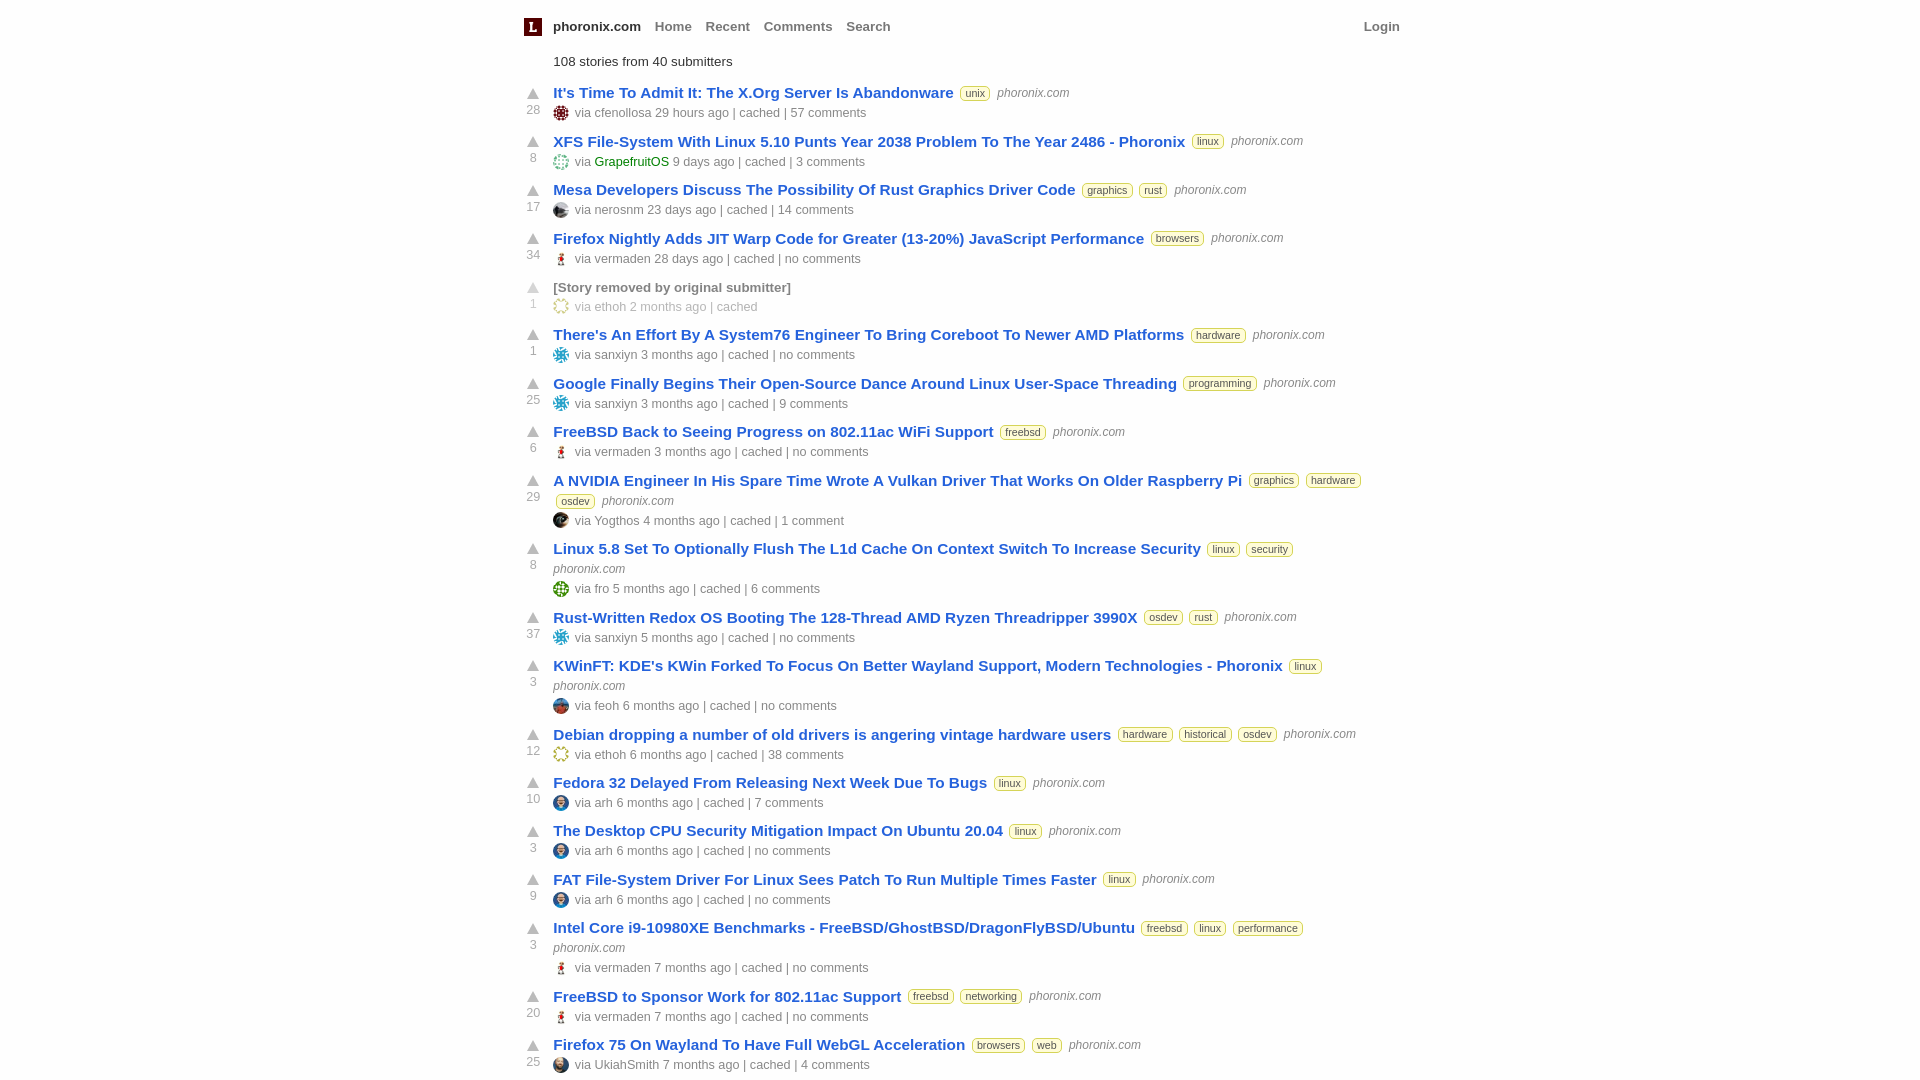 L phoronix.com Home Recent Comments Search Login
108 stories from 40 submitters
It's Time To Admit It: The X.Org Server Is Abandonware unix phoronix.com
28
via cfenollosa 29 hours ago | cached | 57 comments
XFS File-System With Linux 5.10 Punts Year 2038 Problem To The Year 2486 - Phoronix linux phoronix.com
8
via GrapefruitOS 9 days ago | cached | 3 comments
Mesa Developers Discuss The Possibility Of Rust Graphics Driver Code graphics rust phoronix.com
17
via nerosnm 23 days ago | cached | 14 comments
Firefox Nightly Adds JIT Warp Code for Greater (13-20%) JavaScript Performance browsers phoronix.com
34
via vermaden 28 days ago | cached | no comments
[Story removed by original submitter]
1
via ethoh 2 months ago | cached
There's An Effort By A System76 Engineer To Bring Coreboot To Newer AMD Platforms hardware phoronix.com
1
via sanxiyn 3 months ago | cached | no comments
Google Finally Begins Their Open-Source Dance Around Linux User-Space Threading programming phoronix.com
25
via sanxiyn 3 months ago | cached | 9 comments
FreeBSD Back to Seeing Progress on 802.11ac WiFi Support freebsd phoronix.com
6
via vermaden 3 months ago | cached | no comments
A NVIDIA Engineer In His Spare Time Wrote A Vulkan Driver That Works On Older Raspberry Pi graphics hardware
29
osdev phoronix.com
via Yogthos 4 months ago | cached | 1 comment
Linux 5.8 Set To Optionally Flush The L1d Cache On Context Switch To Increase Security linux security
8
phoronix.com
via fro 5 months ago | cached | 6 comments
Rust-Written Redox OS Booting The 128-Thread AMD Ryzen Threadripper 3990X osdev rust phoronix.com
37
via sanxiyn 5 months ago | cached | no comments
KWinFT: KDE's KWin Forked To Focus On Better Wayland Support, Modern Technologies - Phoronix linux
3
phoronix.com
via feoh 6 months ago | cached | no comments
Debian dropping a number of old drivers is angering vintage hardware users hardware historical osdev phoronix.com
12
via ethoh 6 months ago | cached | 38 comments
Fedora 32 Delayed From Releasing Next Week Due To Bugs linux phoronix.com
10
via arh 6 months ago | cached | 7 comments
The Desktop CPU Security Mitigation Impact On Ubuntu 20.04 linux phoronix.com
3
via arh 6 months ago | cached | no comments
FAT File-System Driver For Linux Sees Patch To Run Multiple Times Faster linux phoronix.com
9
via arh 6 months ago | cached | no comments
Intel Core i9-10980XE Benchmarks - FreeBSD/GhostBSD/DragonFlyBSD/Ubuntu freebsd linux performance
3
phoronix.com
via vermaden 7 months ago | cached | no comments
FreeBSD to Sponsor Work for 802.11ac Support freebsd networking phoronix.com
20
via vermaden 7 months ago | cached | no comments
Firefox 75 On Wayland To Have Full WebGL Acceleration browsers web phoronix.com
25
via UkiahSmith 7 months ago | cached | 4 comments